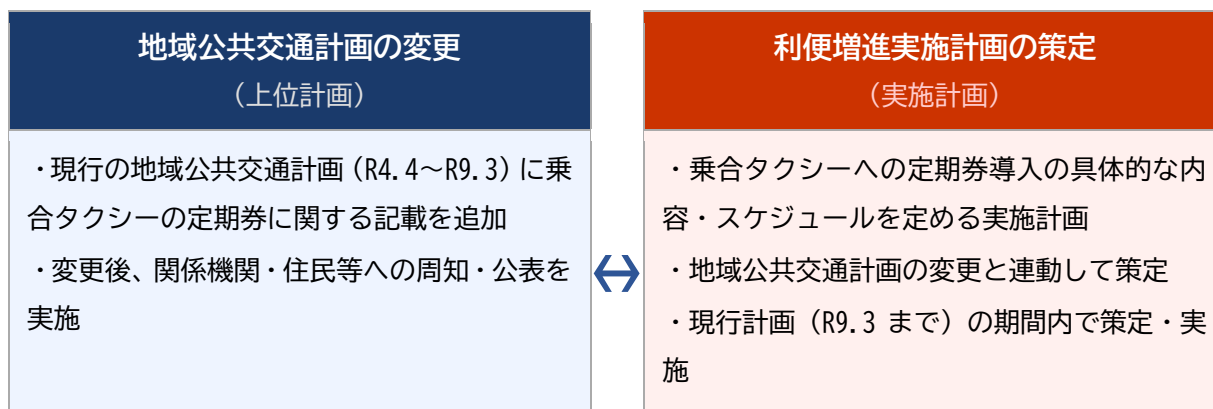 地域公共交通計画の変更
（上位計画）
・現行の地域公共交通計画（R4.4～R9.3）に乗
合タクシーの定期券に関する記載を追加
・変更後、関係機関・住民等への周知・公表を
実施
利便増進実施計画の策定
（実施計画）
・乗合タクシーへの定期券導入の具体的な内
容・スケジュールを定める実施計画
・地域公共交通計画の変更と連動して策定
・現行計画（R9.3 まで）の期間内で策定・実
施